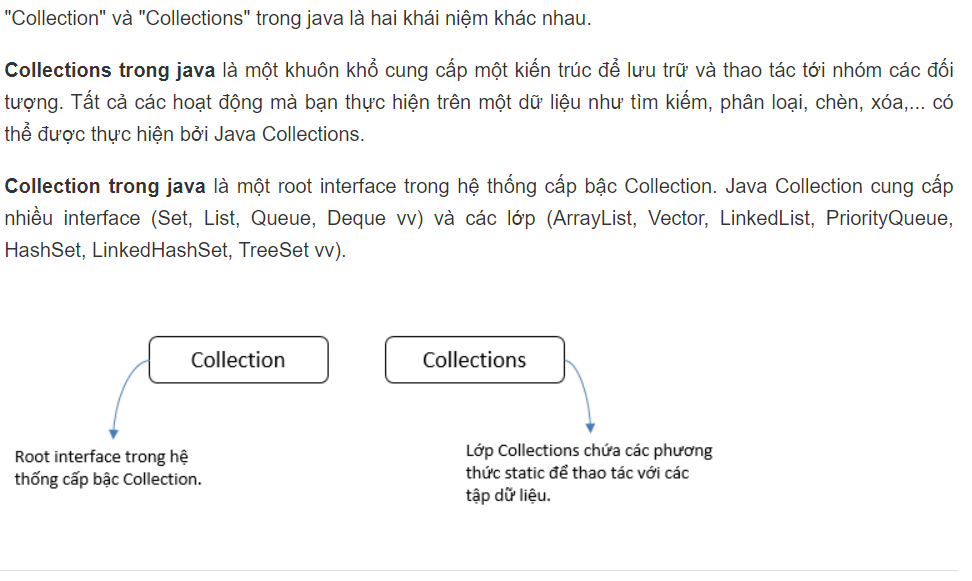 "Collection" và "Collections" trong java là hai khái niệm khác nhau.
Collections trong java là một khuôn khổ cung cấp một kiến trúc để lưu trữ và thao tác tới nhóm các đối
tượng. Tất cả các hoạt động mà bạn thực hiện trên một dữ liệu như tìm kiếm, phân loại, chèn, xóa,... có
thể được thực hiện bởi Java Collections.
Collection trong java là một root interface trong hệ thống cấp bậc Collection. Java Collection cung cấp
nhiều interface (Set, List, Queue, Deque vv) và các lớp (ArrayList, Vector, LinkedList, PriorityQueue,
HashSet, LinkedHashSet, TreeSet vv).
Collection
Collections
Root interface trong hệ
thống cấp bậc Collection.
Lớp Collections chứa các phương
thức static để thao tác với các
tập dữ liệu.